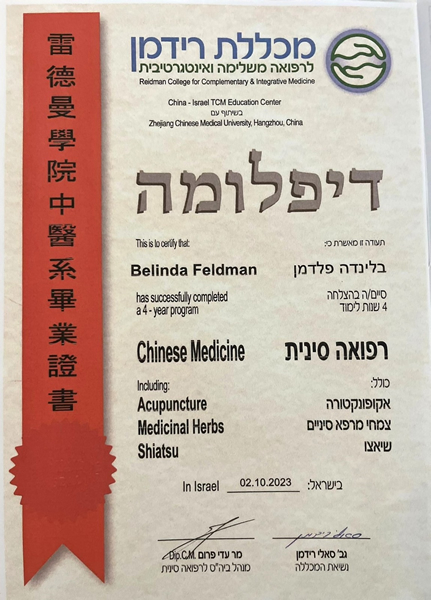 雷德曼學院中醫系畢業證書
מכללת רידמן
לרפואה משלימה ואינטגרטיבית
Reidman College for Complementary & Integrative Medicine
China - Israel TCM Education Center
בשיתוף עם
Zhejiang Chinese Medical University, Hangzhou, China
דיפלומה
This is to certify that: תעודה זו מאשרת כי:
Belinda Feldman בלינדה פלדמן
has successfully completed סיים/ה בהצלחה
a 4 - year program 4 שנות לימוד
Chinese Medicine רפואה סינית
Including: כולל:
Acupuncture אקופונקטורה
Medicinal Herbs צמחי מרפא סיניים
Shiatsu שיאצו
In Israel 02.10.2023 בישראל:
מר עדי פרום Dip.C.M. גב' סאלי רידמן
מנהל ביה"ס לרפואה סינית נשיאת המכללה